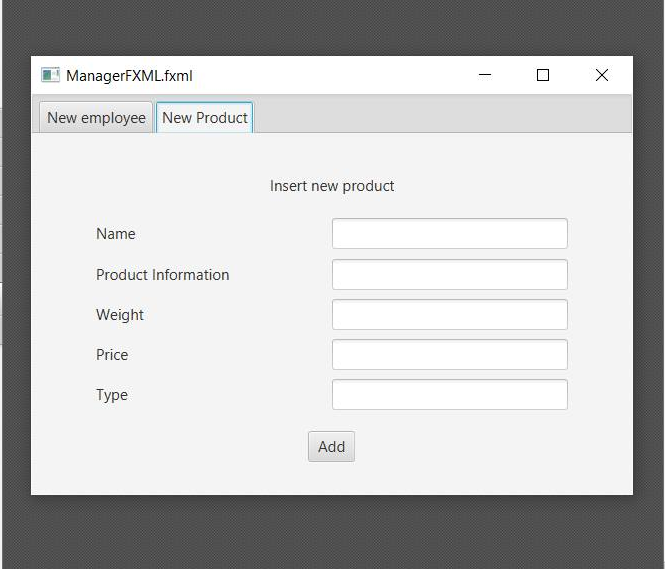 ManagerFXML.fxml
New employee New Product
Insert new product
Name
Product Information
Weight
Price
Type
Add